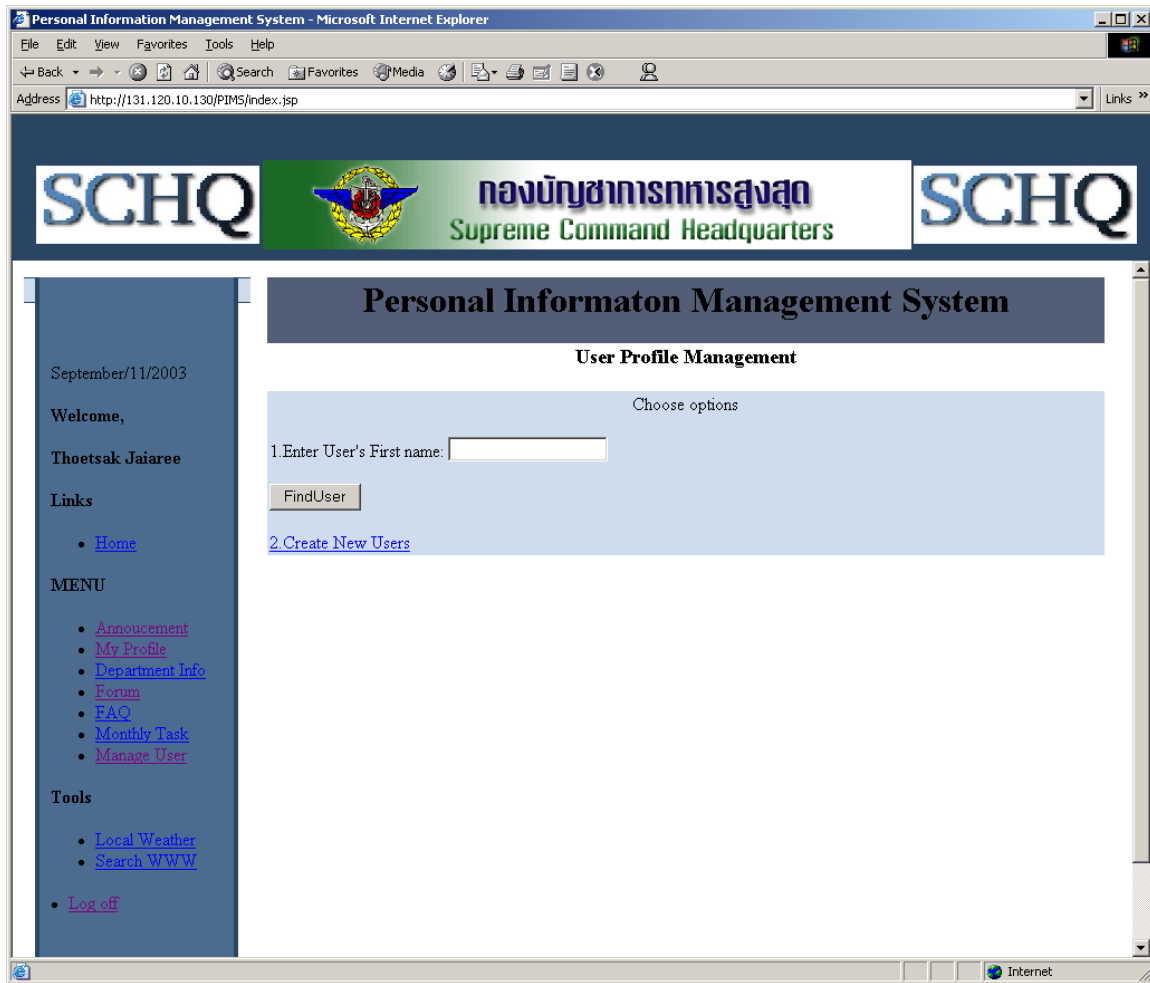 Personal Information Management System - Microsoft Internet Explorer
File Edit View Favorites Tools Help
Back Search Favorites Media
Address http://131.120.10.130/PIMS/index.jsp Links »
SCHQ
กองบัญชาการทหารสูงสุด
Supreme Command Headquarters
SCHQ
September/11/2003
Welcome,
Thoetsak Jaiaree
Links
Home
MENU
Annoucement
My Profile
Department Info
Forum
FAQ
Monthly Task
Manage User
Tools
Local Weather
Search WWW
Log off
Personal Informaton Management System
User Profile Management
Choose options
1.Enter User's First name:
FindUser
2.Create New Users
Internet